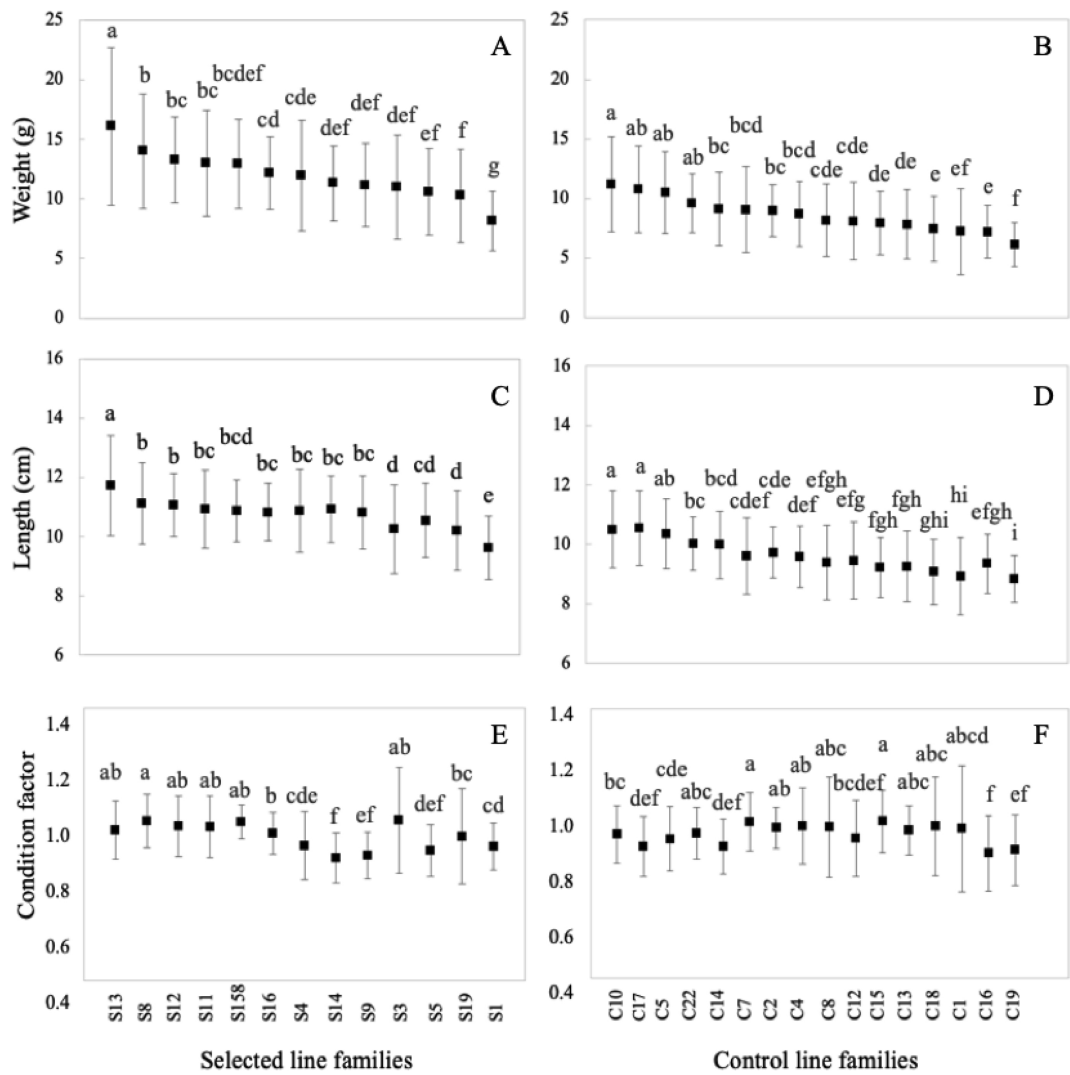 A
Weight (g)
25
20
15
10
5
0
a
b
bc
bc
bcdef
cd
cde
def
def
def
ef
f
g
B
25
20
15
10
5
0
a
ab
ab
ab
bc
bcd
bc
bcd
cde
cde
de
de
e
ef
e
f
C
Length (cm)
16
14
12
10
8
6
a
b
b
bc
bcd
bc
bc
bc
bc
d
cd
d
e
D
16
14
12
10
8
6
a
a
ab
bc
bcd
cdef
cde
def
efgh
efg
fgh
fgh
ghi
hi
efgh
i
E
Condition factor
1.4
1.2
1.0
0.8
0.6
0.4
ab
a
ab
ab
ab
b
cde
f
ef
ab
def
bc
cd
S13
S8
S12
S11
S158
S16
S4
S14
S9
S3
S5
S19
S1
Selected line families
F
1.4
1.2
1.0
0.8
0.6
0.4
bc
def
cde
abc
def
a
ab
ab
abc
bcdef
a
abc
abc
abcd
f
ef
C10
C17
C5
C22
C14
C7
C2
C4
C8
C12
C15
C13
C18
C1
C16
C19
Control line families